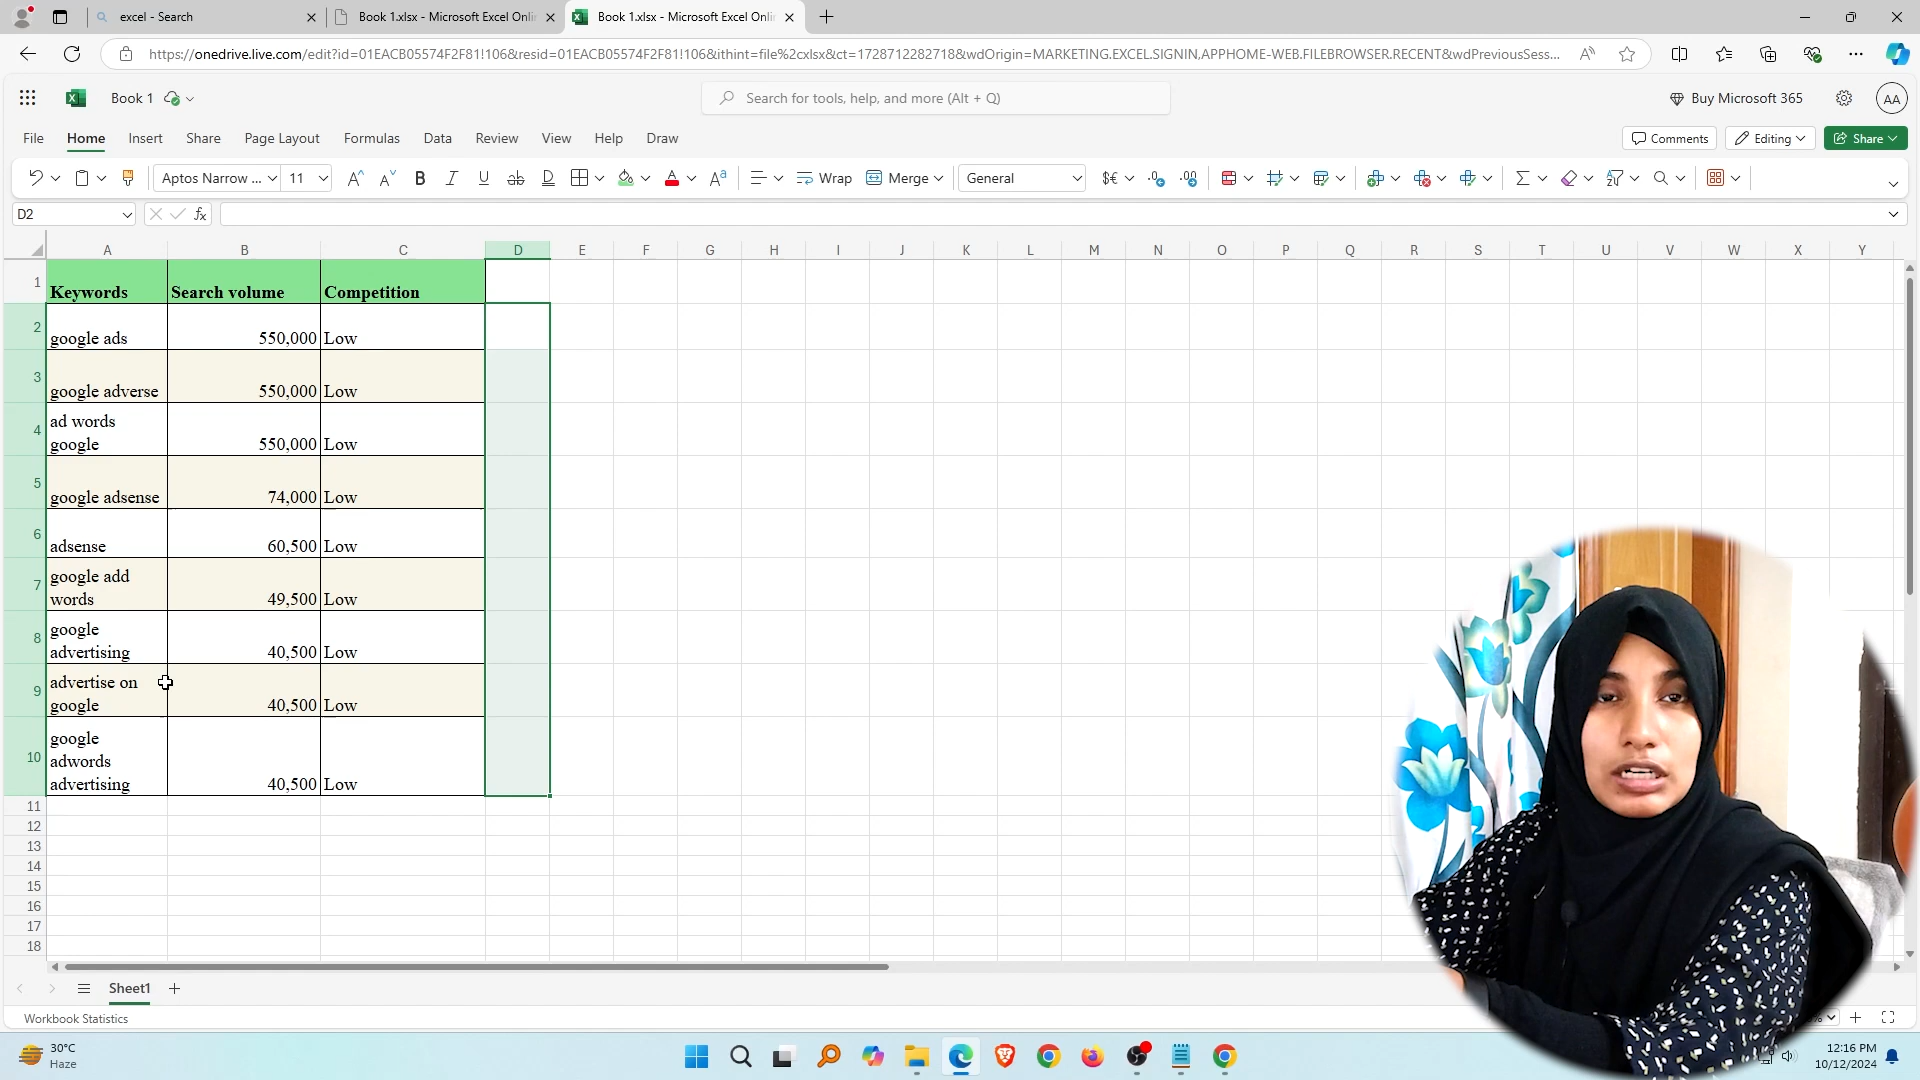 excel - Search
Book 1.xlsx - Microsoft Excel Onli
Book 1.xlsx - Microsoft Excel Onli
https://onedrive.live.com/edit?id=01EACB05574F2F81!106&resid=01EACB05574F2F81!106&ithint=file%2cxlsx&ct=1728712282718&wdOrigin=MARKETING.EXCEL.SIGNIN,APPHOME-WEB.FILEBROWSER.RECENT&wdPreviousSess...
Book 1
Search for tools, help, and more (Alt + Q)
Buy Microsoft 365
AA
File Home Insert Share Page Layout Formulas Data Review View Help Draw
Comments Editing Share
Aptos Narrow ... 11
Wrap Merge General
D2
A B C D E F G H I J K L M N O P Q R S T U V W X Y
1 Keywords Search volume Competition
2 google ads 550,000 Low
3 google adverse 550,000 Low
4 ad words
google 550,000 Low
5 google adsense 74,000 Low
6 adsense 60,500 Low
7 google add
words 49,500 Low
8 google
advertising 40,500 Low
9 advertise on
google 40,500 Low
10 google
adwords
advertising 40,500 Low
11
12
13
14
15
16
17
18
Sheet1
Workbook Statistics
30°C
Haze
12:16 PM
10/12/2024